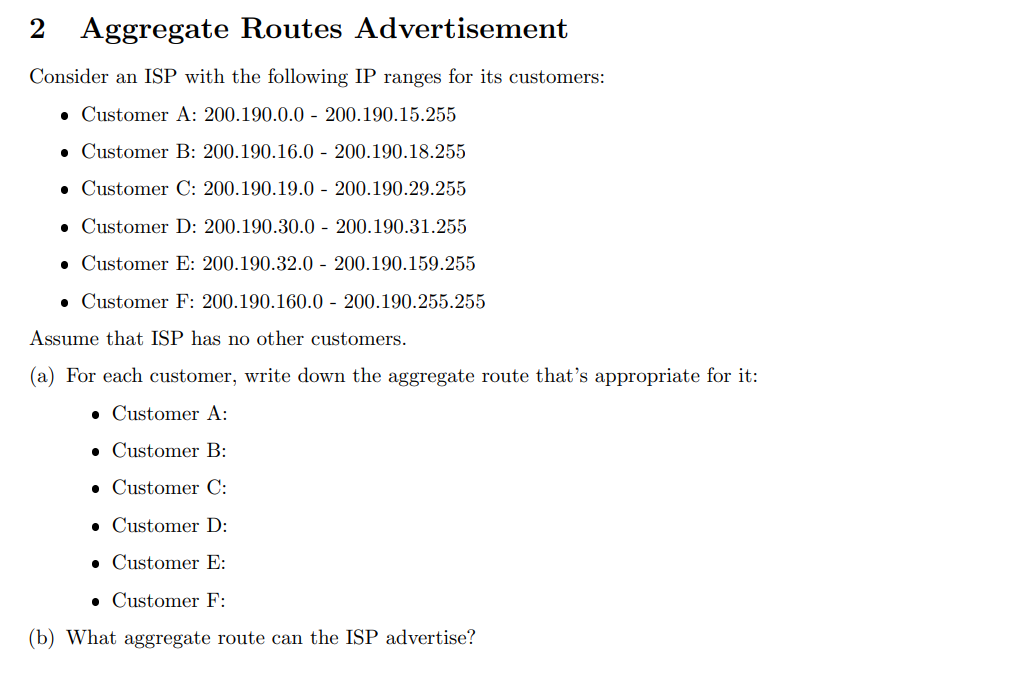 2 Aggregate Routes Advertisement
Consider an ISP with the following IP ranges for its customers:
• Customer A: 200.190.0.0 - 200.190.15.255
• Customer B: 200.190.16.0 - 200.190.18.255
• Customer C: 200.190.19.0 - 200.190.29.255
• Customer D: 200.190.30.0 - 200.190.31.255
• Customer E: 200.190.32.0 - 200.190.159.255
• Customer F: 200.190.160.0 - 200.190.255.255
Assume that ISP has no other customers.
(a) For each customer, write down the aggregate route that's appropriate for it:
• Customer A:
• Customer B:
• Customer C:
• Customer D:
• Customer E:
• Customer F:
(b) What aggregate route can the ISP advertise?